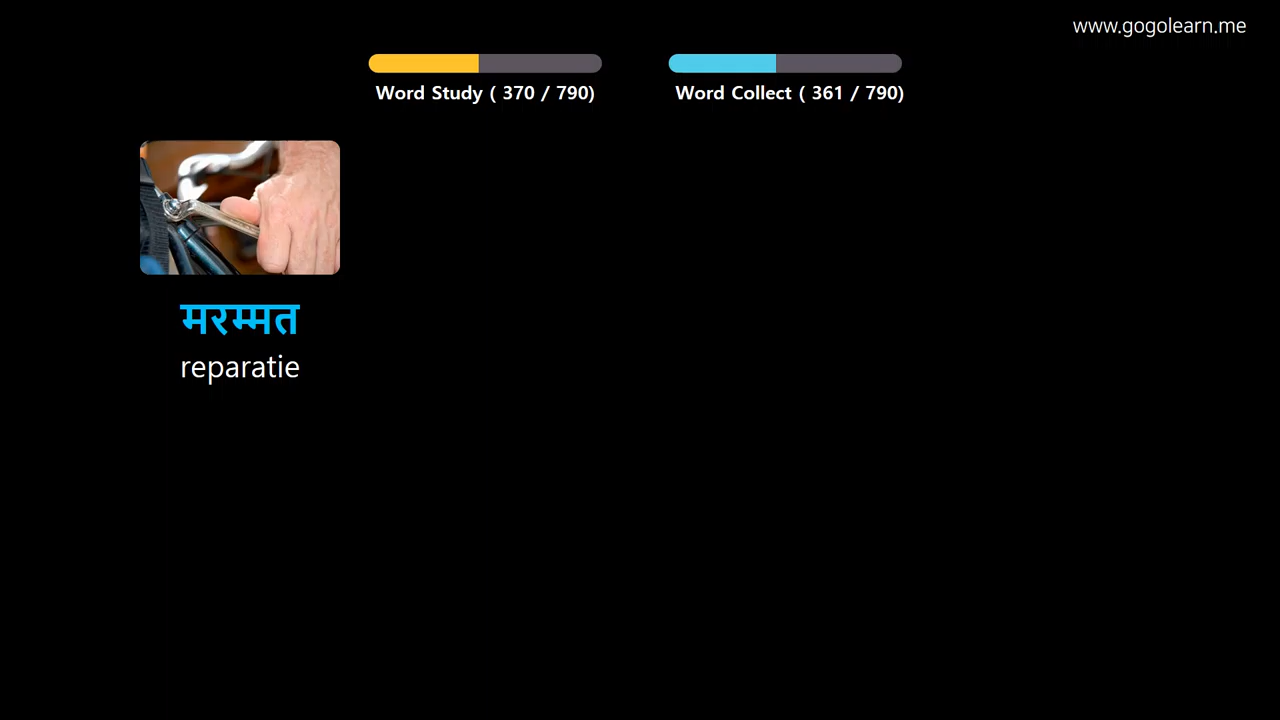 www.gogolearn.me
Word Study ( 370 / 790)
Word Collect ( 361 / 790)
मरम्मत
reparatie